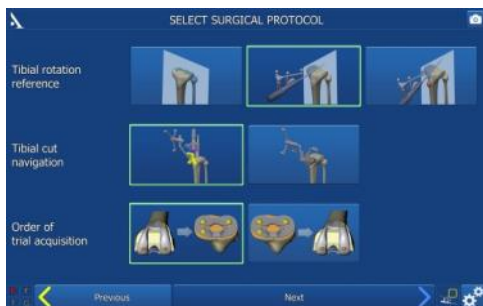 SELECT SURGICAL PROTOCOL
Tibial rotation
reference
Tibial cut
navigation
Order of
trial acquisition
Previous
Next